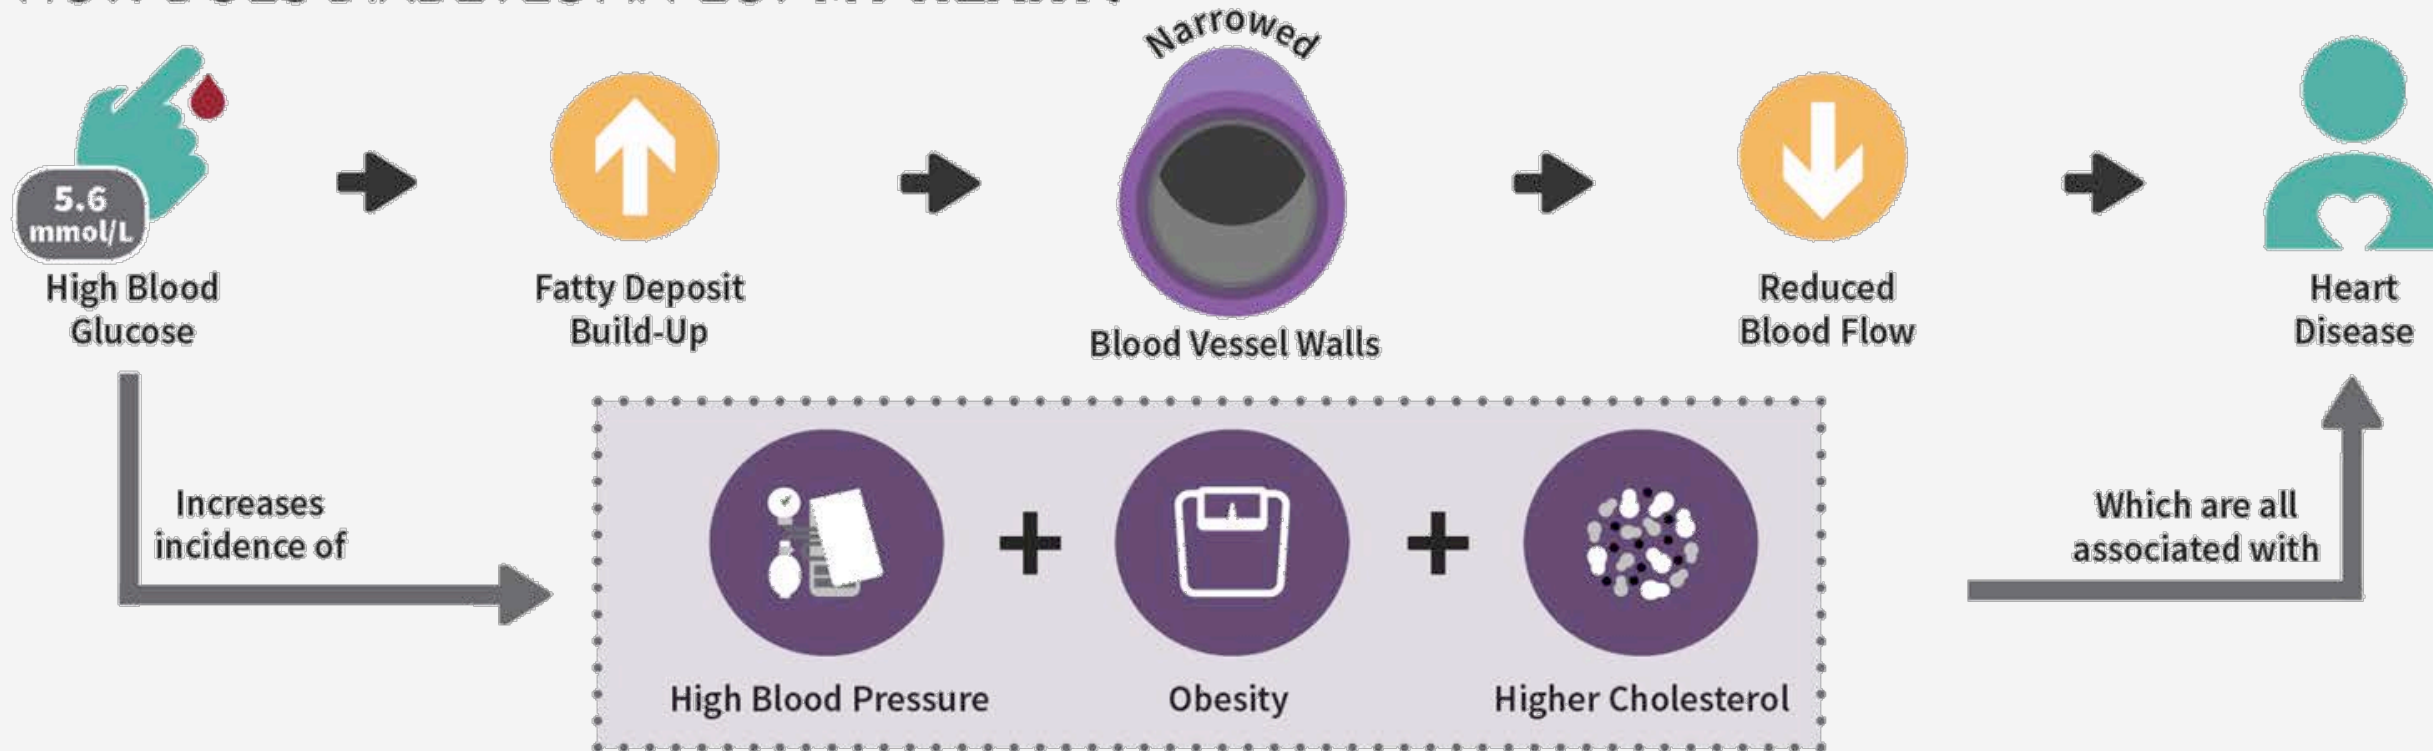 Narrowed
5.6
mmol/L
High Blood
Glucose
Fatty Deposit
Build-Up
Blood Vessel Walls
Reduced
Blood Flow
Heart
Disease
Increases
incidence of
Which are all
associated with
High Blood Pressure
Obesity
Higher Cholesterol